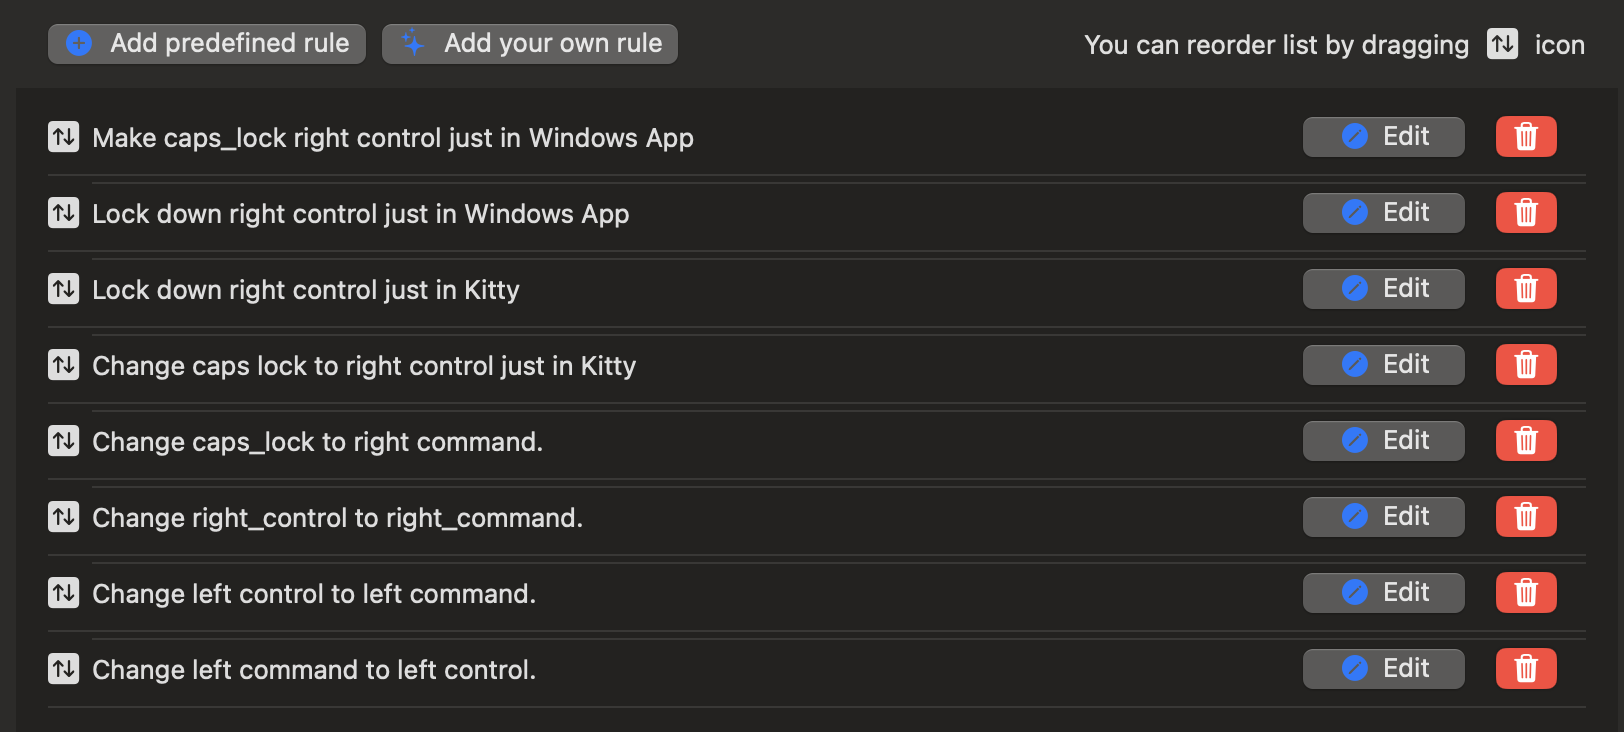 Add predefined rule Add your own rule You can reorder list by dragging icon
Make caps_lock right control just in Windows App Edit
Lock down right control just in Windows App Edit
Lock down right control just in Kitty Edit
Change caps lock to right control just in Kitty Edit
Change caps_lock to right command. Edit
Change right_control to right_command. Edit
Change left control to left command. Edit
Change left command to left control. Edit